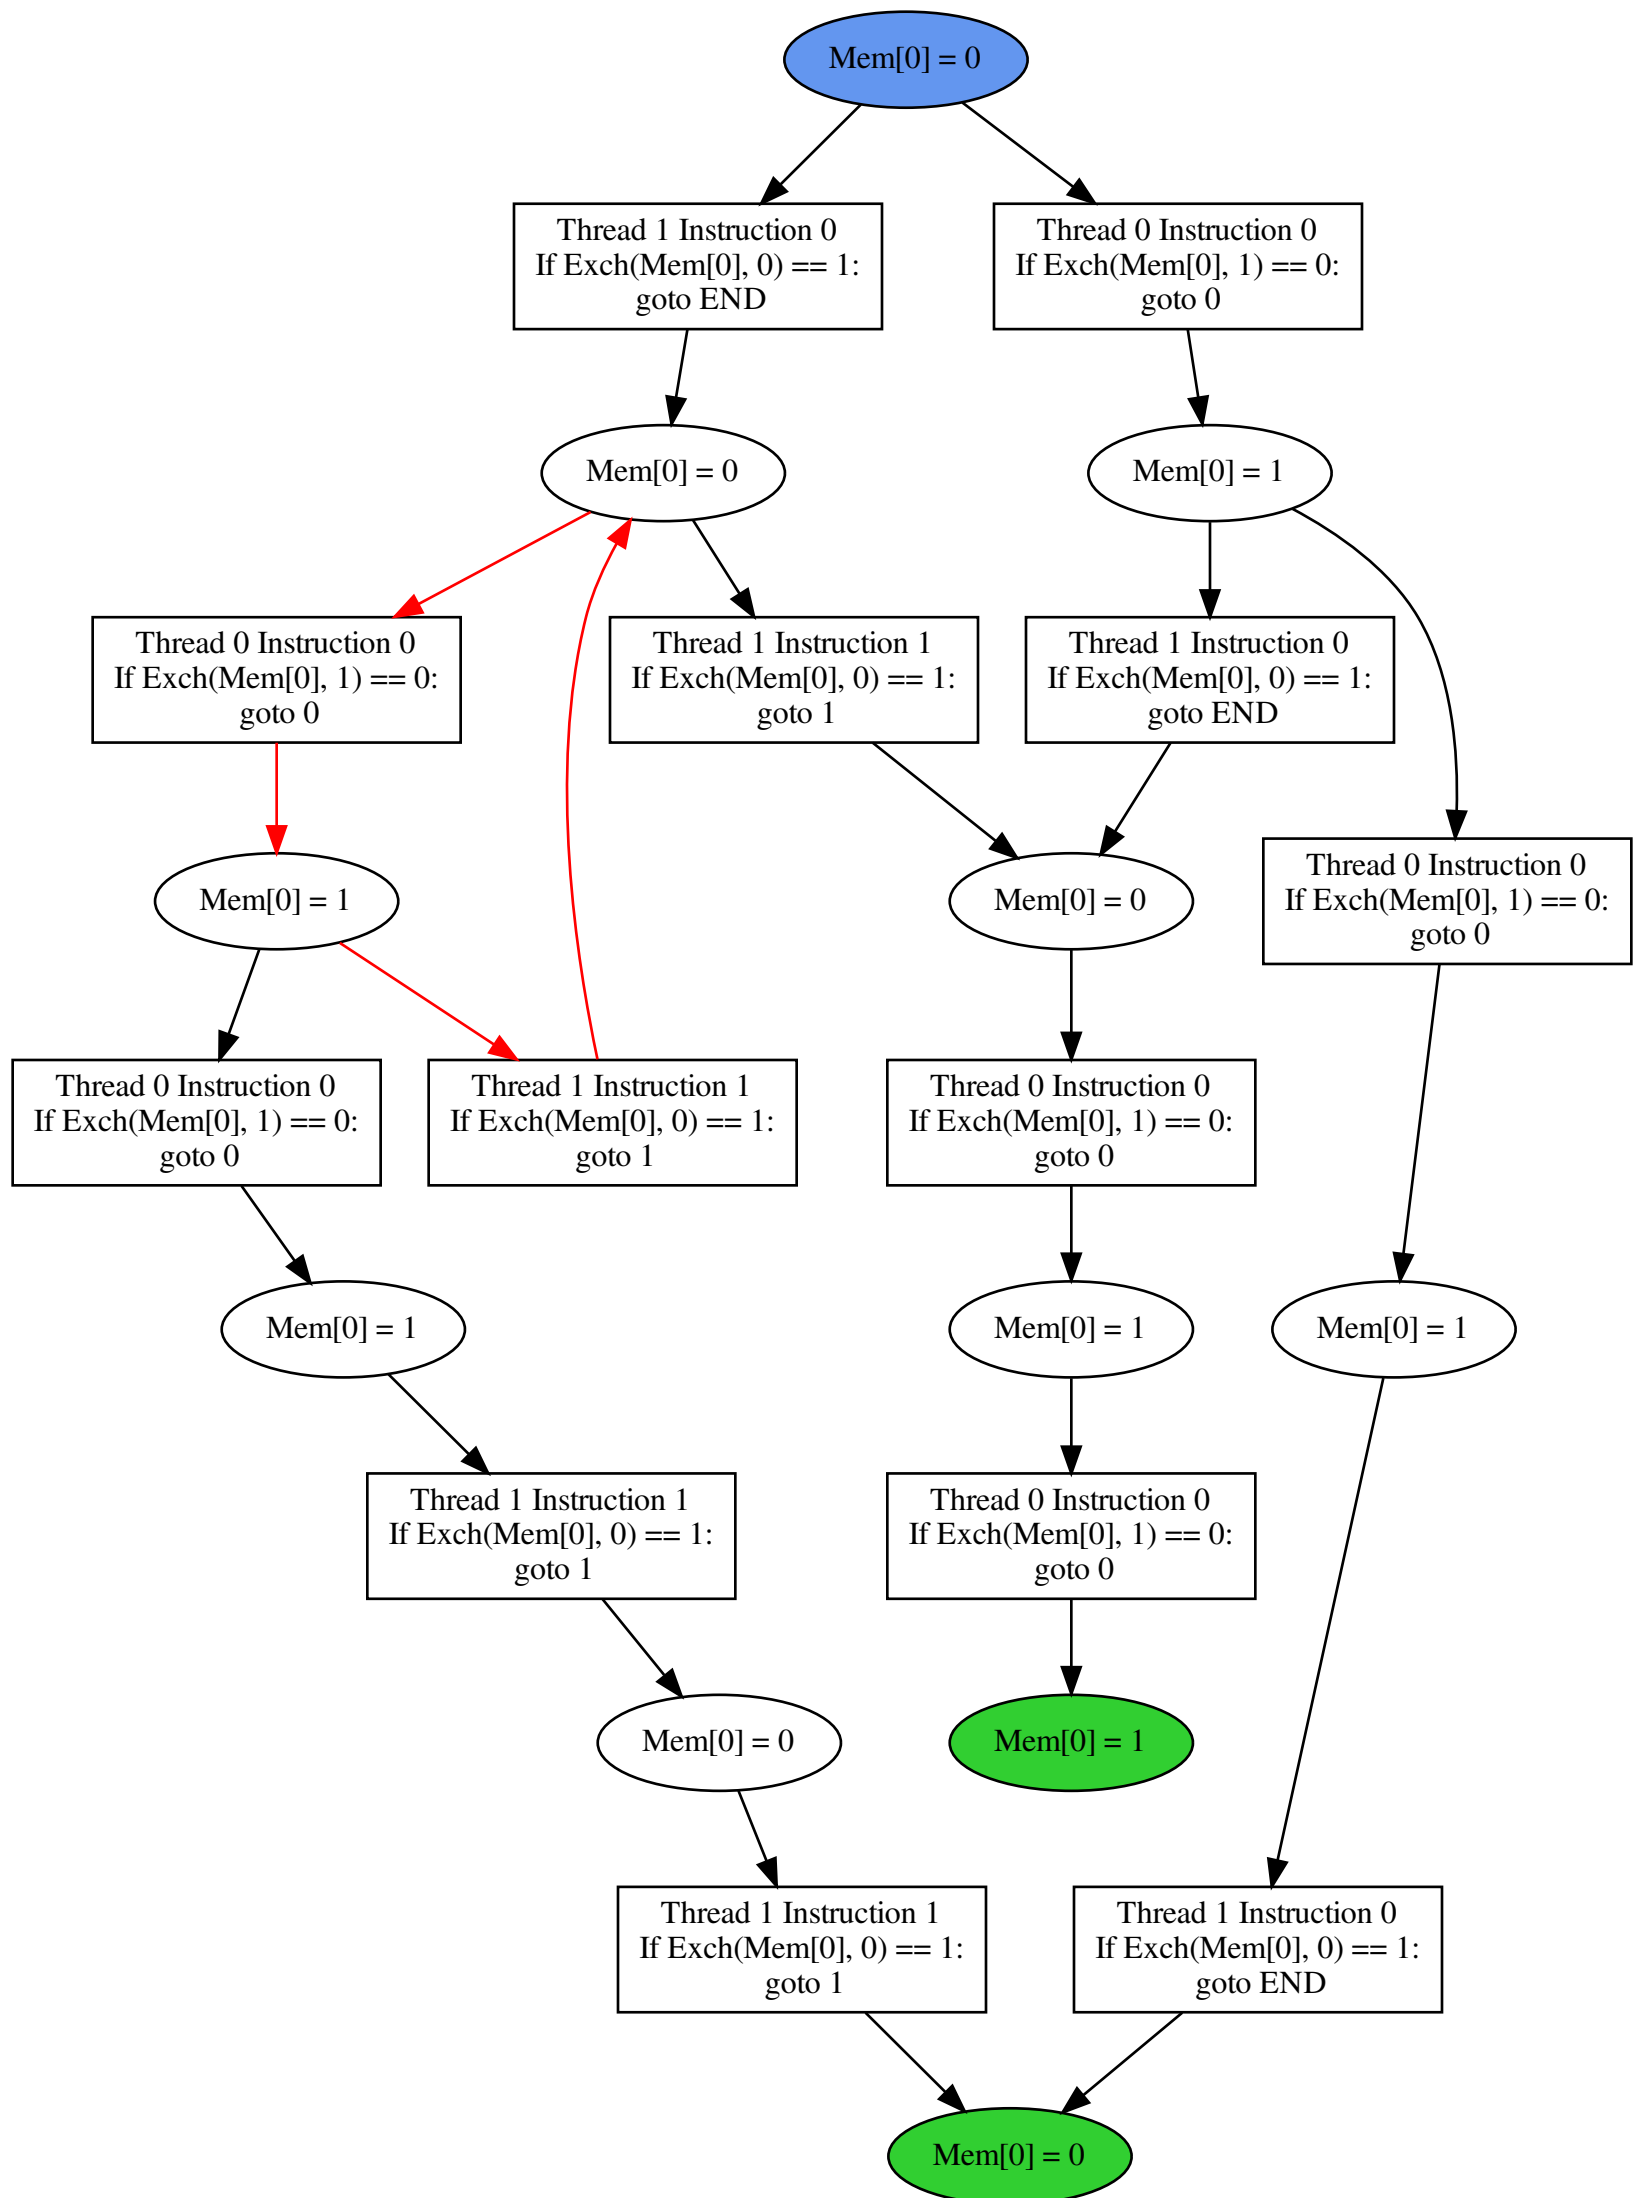 Mem[0] = 0
Thread 1 Instruction 0
If Exch(Mem[0], 0) == 1:
goto END
Thread 0 Instruction 0
If Exch(Mem[0], 1) == 0:
goto 0
Mem[0] = 0
Mem[0] = 1
Thread 0 Instruction 0
If Exch(Mem[0], 1) == 0:
goto 0
Thread 1 Instruction 1
If Exch(Mem[0], 0) == 1:
goto 1
Thread 1 Instruction 0
If Exch(Mem[0], 0) == 1:
goto END
Mem[0] = 1
Mem[0] = 0
Thread 0 Instruction 0
If Exch(Mem[0], 1) == 0:
goto 0
Thread 0 Instruction 0
If Exch(Mem[0], 1) == 0:
goto 0
Thread 1 Instruction 1
If Exch(Mem[0], 0) == 1:
goto 1
Thread 0 Instruction 0
If Exch(Mem[0], 1) == 0:
goto 0
Mem[0] = 1
Mem[0] = 1
Mem[0] = 1
Thread 1 Instruction 1
If Exch(Mem[0], 0) == 1:
goto 1
Thread 0 Instruction 0
If Exch(Mem[0], 1) == 0:
goto 0
Mem[0] = 0
Mem[0] = 1
Thread 1 Instruction 1
If Exch(Mem[0], 0) == 1:
goto 1
Thread 1 Instruction 0
If Exch(Mem[0], 0) == 1:
goto END
Mem[0] = 0